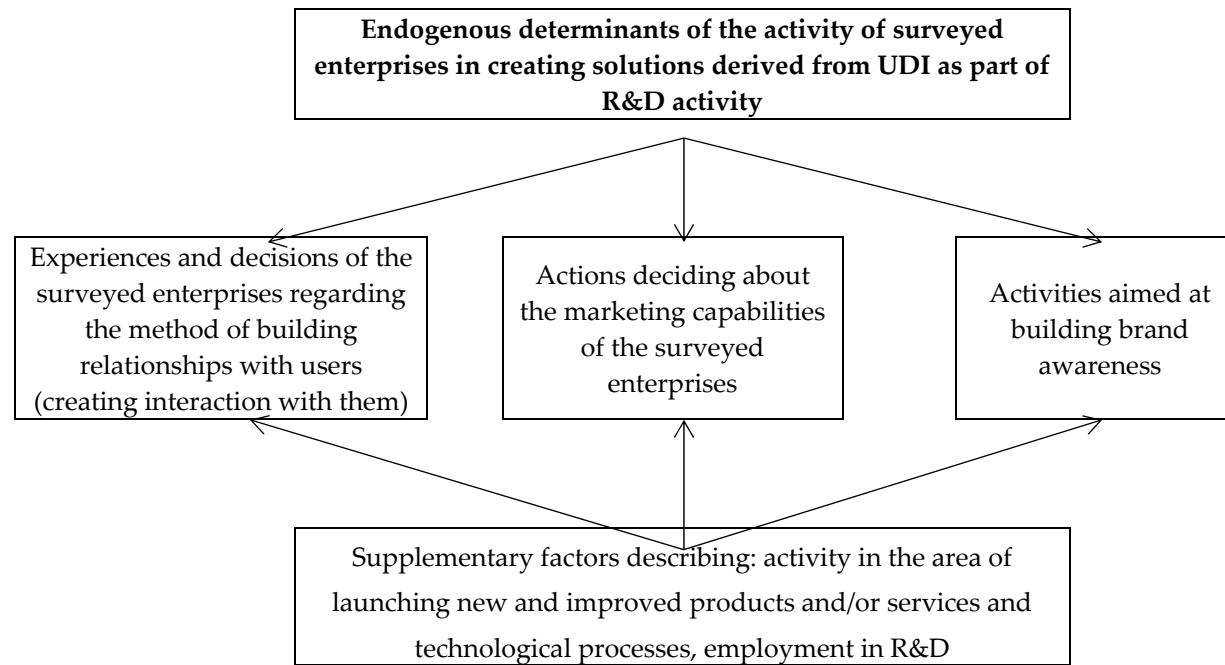 Endogenous determinants of the activity of surveyed
enterprises in creating solutions derived from UDI as part of
R&D activity
Experiences and decisions of the
surveyed enterprises regarding
the method of building
relationships with users
(creating interaction with them)
Actions deciding about
the marketing capabilities
of the surveyed
enterprises
Activities aimed at
building brand
awareness
Supplementary factors describing: activity in the area of
launching new and improved products and/or services and
technological processes, employment in R&D